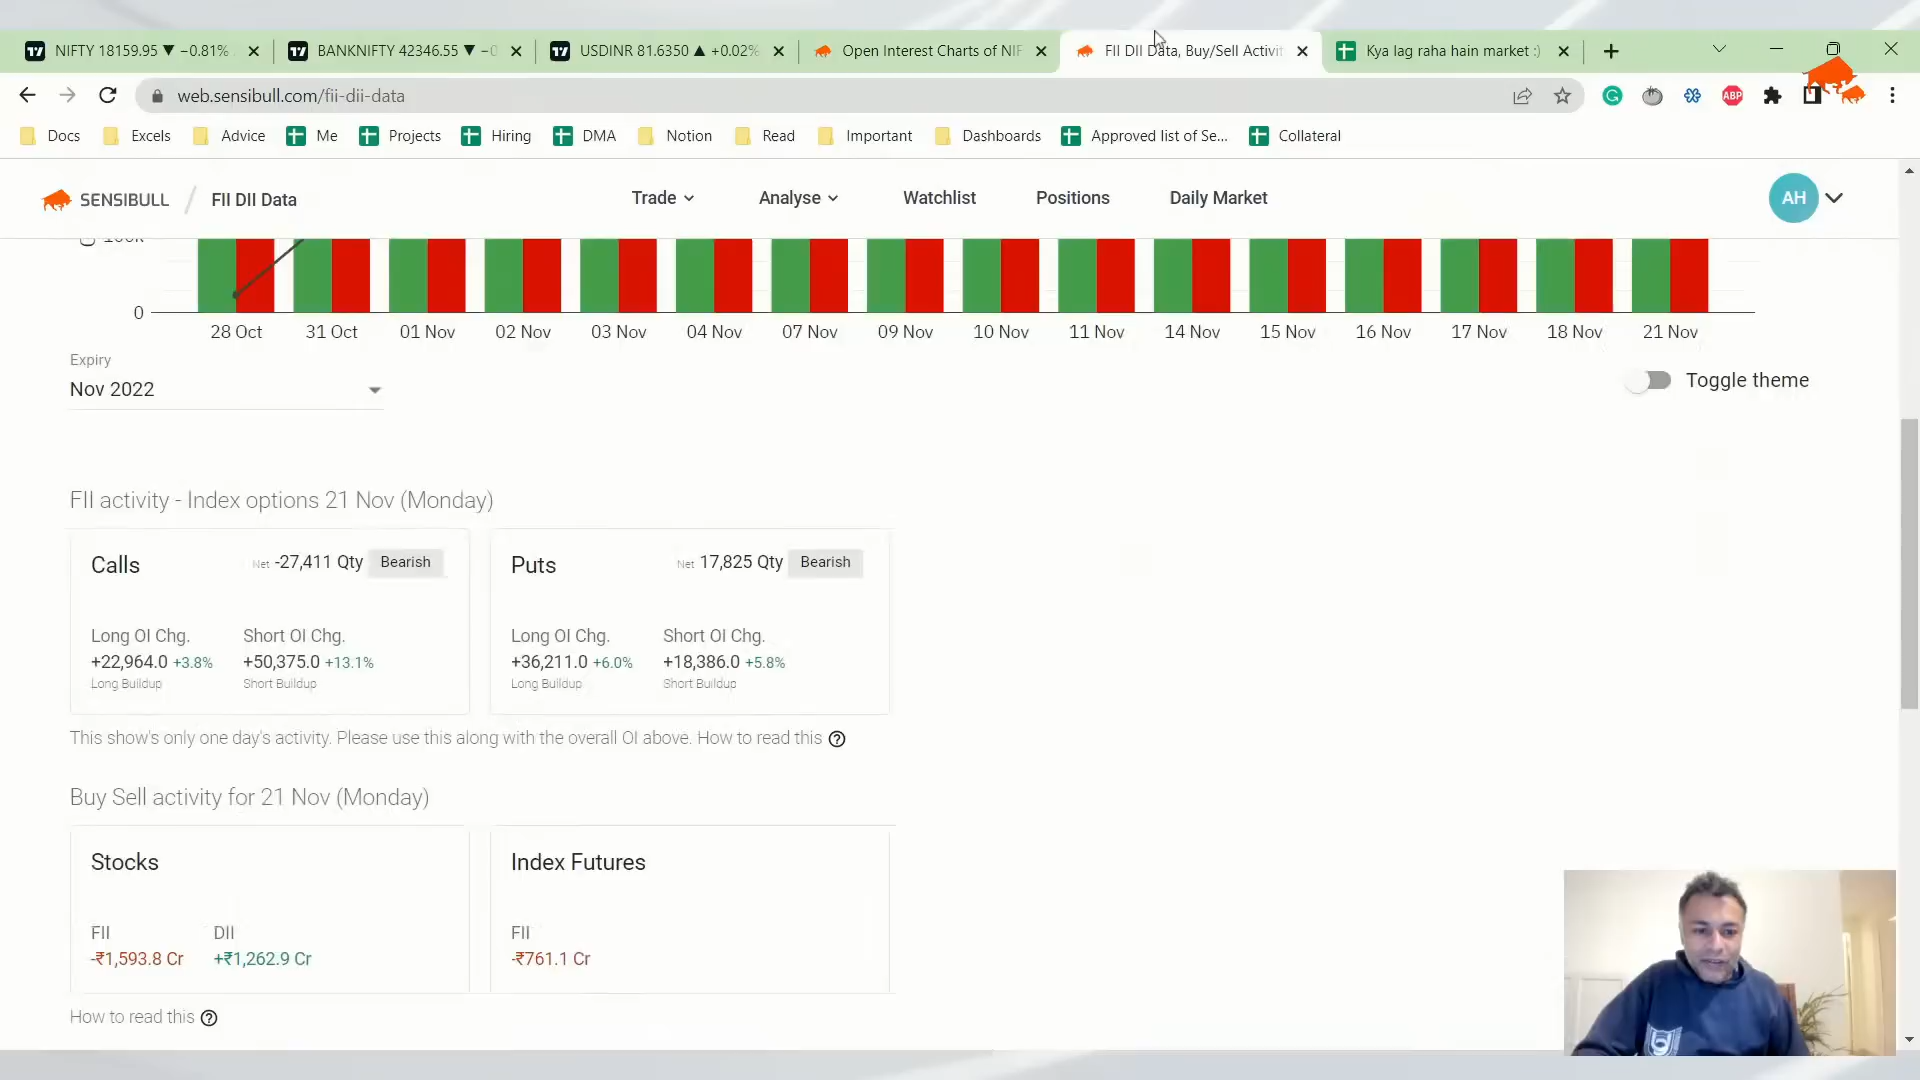 NIFTY 18159.95 ▼ −0.81%
BANKNIFTY 42346.55 ▼ −0
USDINR 81.6350 ▲ +0.02%
Open Interest Charts of NIF
FII DII Data, Buy/Sell Activit
Kya lag raha hain market :)
web.sensibull.com/fii-dii-data
ABP
Docs
Excels
Advice
Me
Projects
Hiring
DMA
Notion
Read
Important
Dashboards
Approved list of Se...
Collateral
SENSIBULL / FII DII Data
Trade
Analyse
Watchlist
Positions
Daily Market
AH
0
28 Oct 31 Oct 01 Nov 02 Nov 03 Nov 04 Nov 07 Nov 09 Nov 10 Nov 11 Nov 14 Nov 15 Nov 16 Nov 17 Nov 18 Nov 21 Nov
Expiry
Nov 2022
Toggle theme
FII activity - Index options 21 Nov (Monday)
Calls Net -27,411 Qty Bearish
Long OI Chg. Short OI Chg.
+22,964.0 +3.8% +50,375.0 +13.1%
Long Buildup Short Buildup
Puts Net 17,825 Qty Bearish
Long OI Chg. Short OI Chg.
+36,211.0 +6.0% +18,386.0 +5.8%
Long Buildup Short Buildup
This show's only one day's activity. Please use this along with the overall OI above. How to read this ?
Buy Sell activity for 21 Nov (Monday)
Stocks
FII DII
-₹1,593.8 Cr +₹1,262.9 Cr
Index Futures
FII
-₹761.1 Cr
How to read this ?